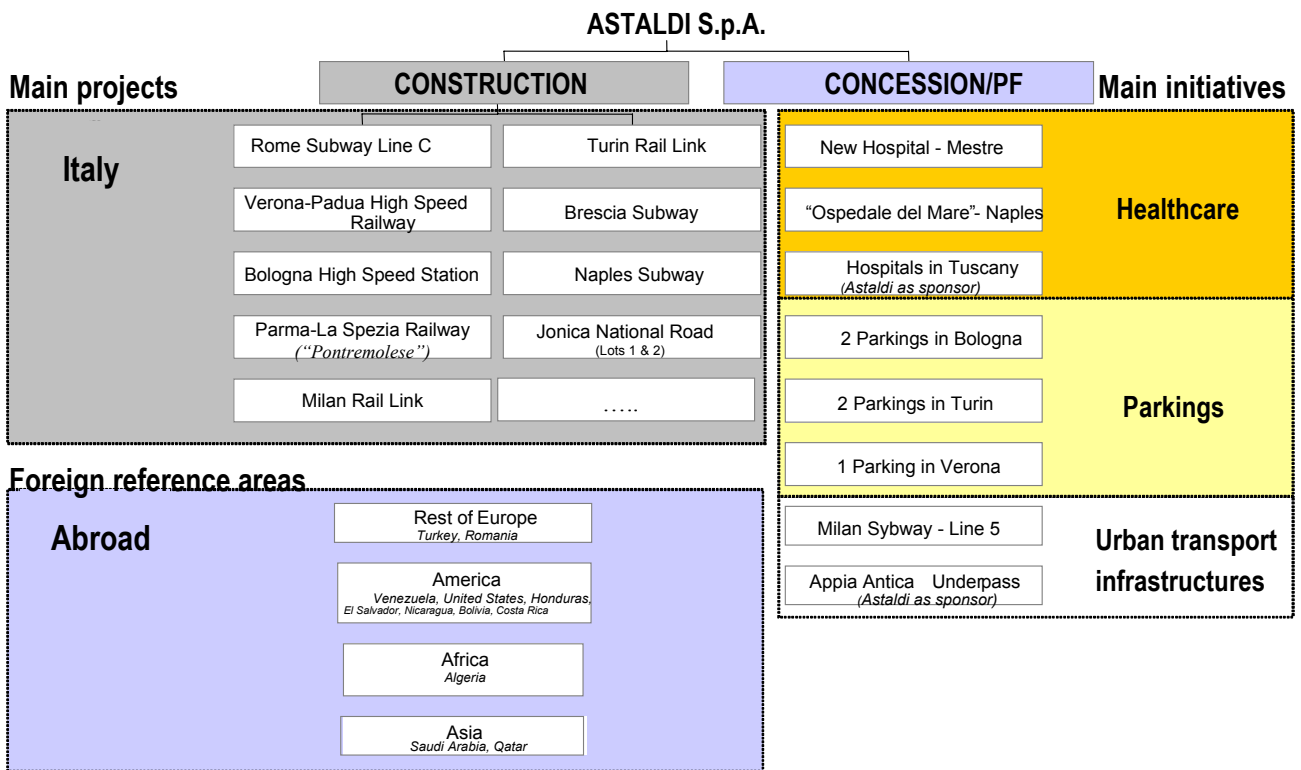 ASTALDI S.p.A.
Main projects
CONSTRUCTION
CONCESSION/PF
Main initiatives
Italy
Rome Subway Line C
Turin Rail Link
Verona-Padua High Speed
Railway
Brescia Subway
Bologna High Speed Station
Naples Subway
Parma-La Spezia Railway
("Pontremolese")
Jonica National Road
(Lots 1 & 2)
Milan Rail Link
.....
New Hospital - Mestre
"Ospedale del Mare"- Naples
Hospitals in Tuscany
(Astaldi as sponsor)
Healthcare
2 Parkings in Bologna
2 Parkings in Turin
1 Parking in Verona
Parkings
Milan Sybway - Line 5
Appia Antica Underpass
(Astaldi as sponsor)
Urban transport
infrastructures
Foreign reference areas
Abroad
Rest of Europe
Turkey, Romania
America
Venezuela, United States, Honduras,
El Salvador, Nicaragua, Bolivia, Costa Rica
Africa
Algeria
Asia
Saudi Arabia, Qatar